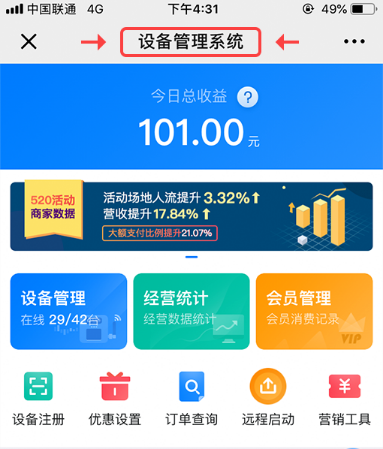 中国联通 4G 下午4:31 49%
设备管理系统
今日总收益 ?
101.00 元
520活动
商家数据
活动场地人流提升 3.32%
营收提升 17.84%
大额支付比例提升21.07%
设备管理
在线 29/42台
经营统计
经营数据统计
会员管理
会员消费记录
VIP
设备注册 优惠设置 订单查询 远程启动 营销工具